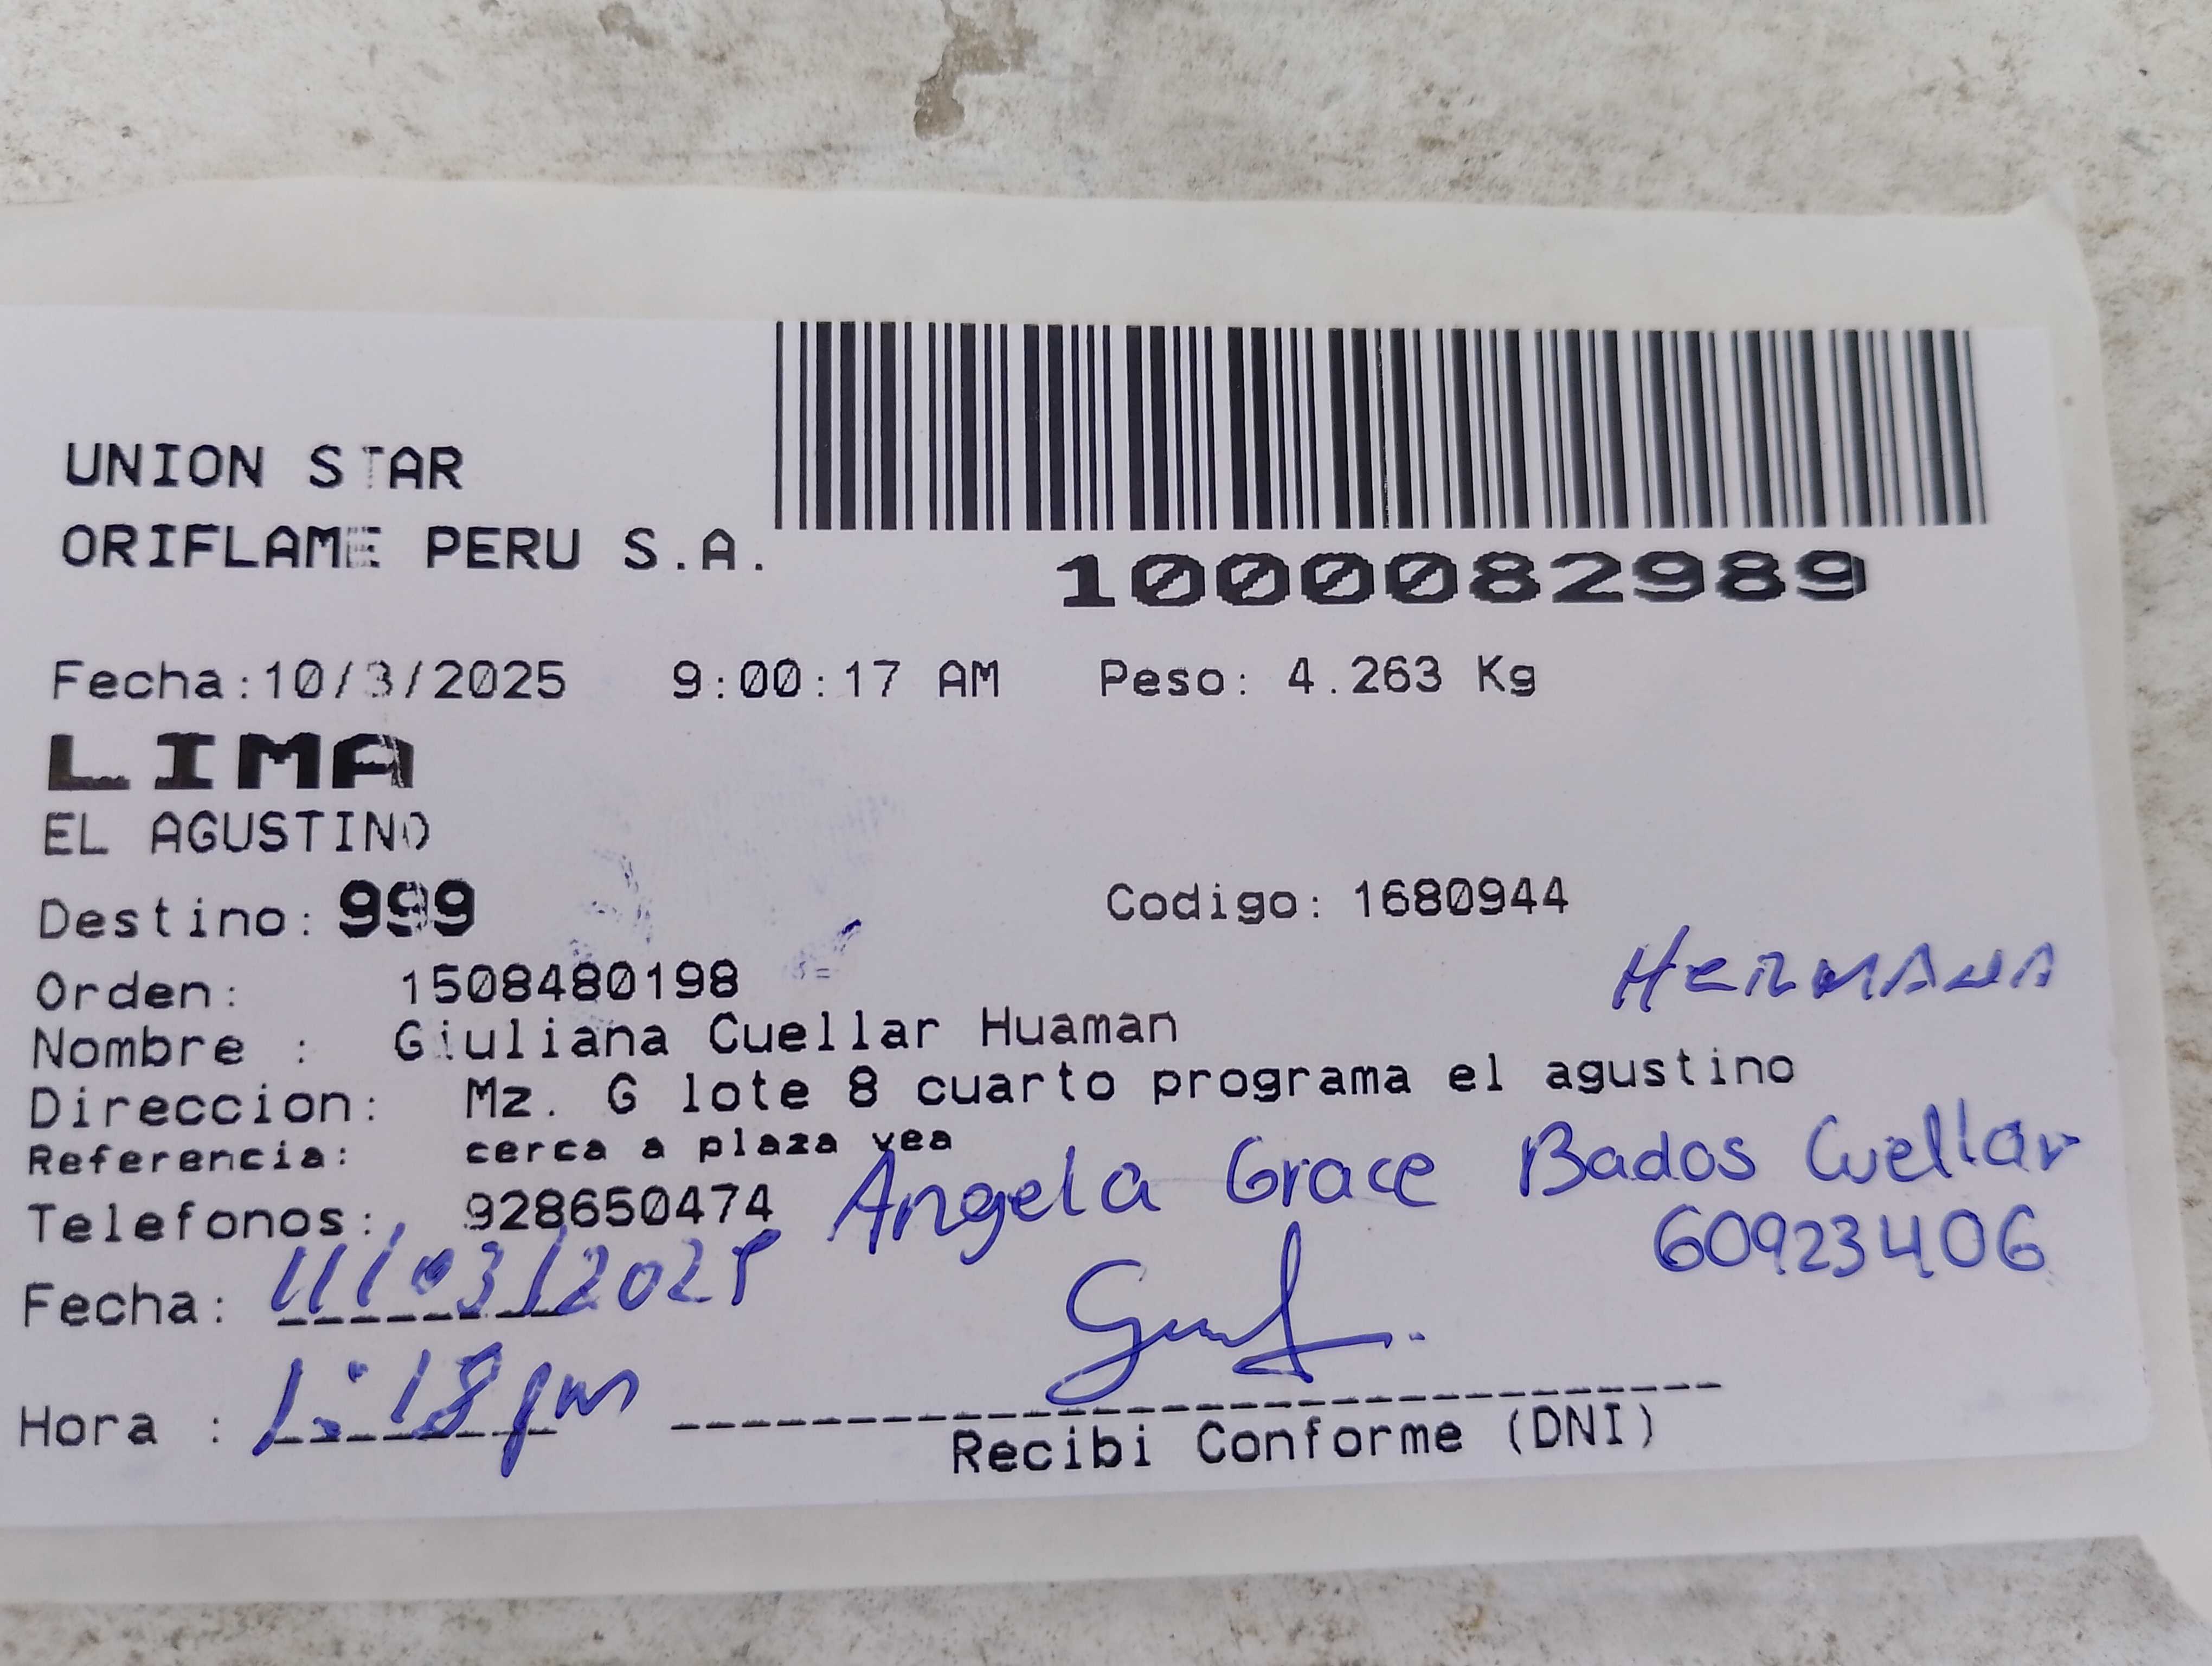 UNION STAR
ORIFLAME PERU S.A.
1000082989
Fecha:10/3/2025 9:00:17 AM Peso: 4.263 Kg
LIMA
EL AGUSTINO
Destino: 999 Codigo: 1680944
HERMANA
Orden: 1508480198
Nombre : Giuliana Cuellar Huaman
Direccion: Mz. G lote 8 cuarto programa el agustino
Referencia: cerca a plaza vea
Telefonos: 928650474 Angela Grace Bados Cuellar
60923406
Fecha: 11/03/2025
Hora : 1:18 pm
Recibi Conforme (DNI)